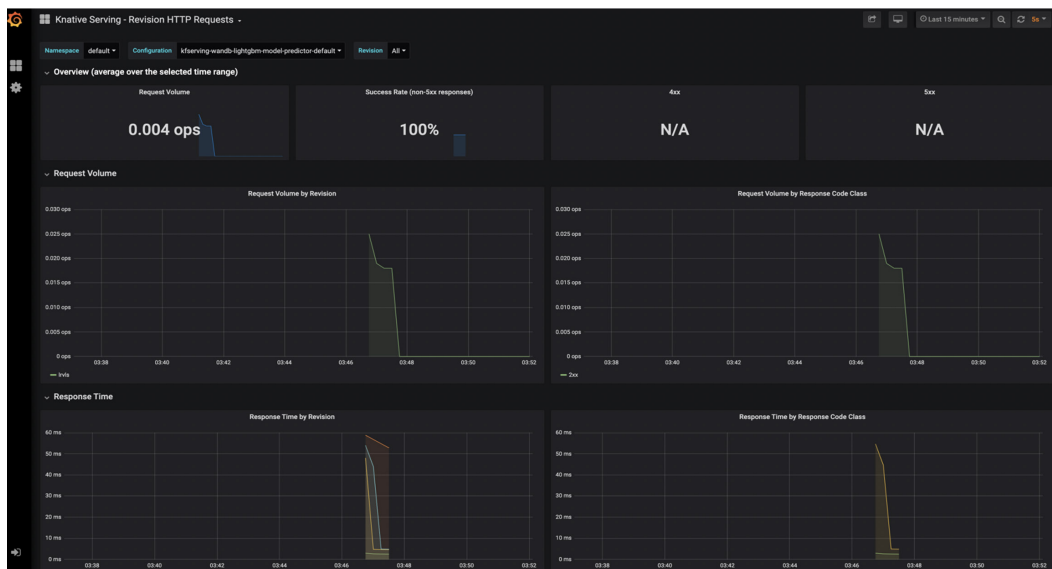 Knative Serving - Revision HTTP Requests
Last 15 minutes
5s
Namespace default Configuration kfserving-wandb-lightgbm-model-predictor-default Revision All
Overview (average over the selected time range)
Request Volume
0.004 ops
Success Rate (non-5xx responses)
100%
4xx
N/A
5xx
N/A
Request Volume
Request Volume by Revision
0.030 ops
0.025 ops
0.020 ops
0.015 ops
0.010 ops
0.005 ops
0 ops
03:38 03:40 03:42 03:44 03:46 03:48 03:50 03:52
Request Volume by Response Code Class
0.030 ops
0.025 ops
0.020 ops
0.015 ops
0.010 ops
0.005 ops
0 ops
03:38 03:40 03:42 03:44 03:46 03:48 03:50 03:52
2xx
Response Time
Response Time by Revision
60 ms
50 ms
40 ms
30 ms
20 ms
10 ms
0 ms
03:38 03:40 03:42 03:44 03:46 03:48 03:50 03:52
Response Time by Response Code Class
60 ms
50 ms
40 ms
30 ms
20 ms
10 ms
0 ms
03:38 03:40 03:42 03:44 03:46 03:48 03:50 03:52